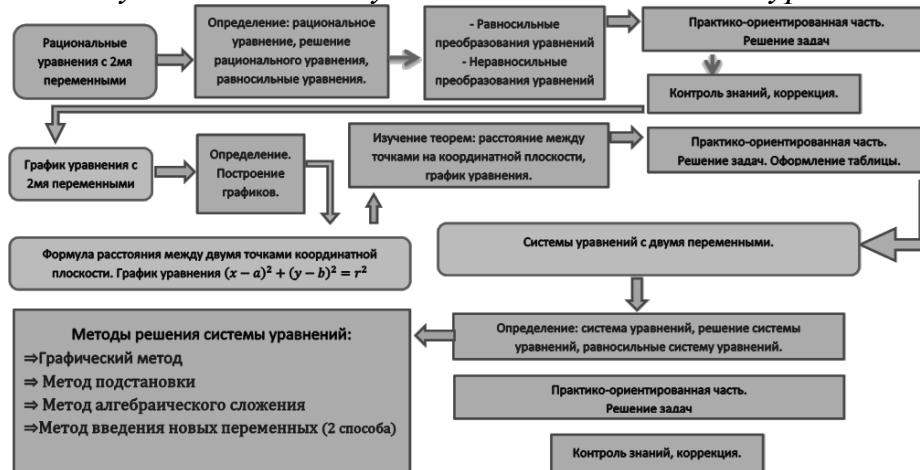 Рациональные
уравнения с 2мя
переменными
Определение: рациональное
уравнение, решение
рационального уравнения,
равносильные уравнения.
- Равносильные
преобразования уравнений
- Неравносильные
преобразования уравнений
Практико-ориентированная часть.
Решение задач
Контроль знаний, коррекция.
График уравнения с
2мя переменными
Определение.
Построение
графиков.
Изучение теорем: расстояние между
точками на координатной плоскости,
график уравнения.
Практико-ориентированная часть.
Решение задач. Оформление таблицы.
Формула расстояния между двумя точками координатной
плоскости. График уравнения (x − a)² + (y − b)² = r²
Системы уравнений с двумя переменными.
Определение: система уравнений, решение системы
уравнений, равносильные систему уравнений.
Методы решения системы уравнений:
⇒Графический метод
⇒ Метод подстановки
⇒ Метод алгебраического сложения
⇒Метод введения новых переменных (2 способа)
Практико-ориентированная часть.
Решение задач
Контроль знаний, коррекция.